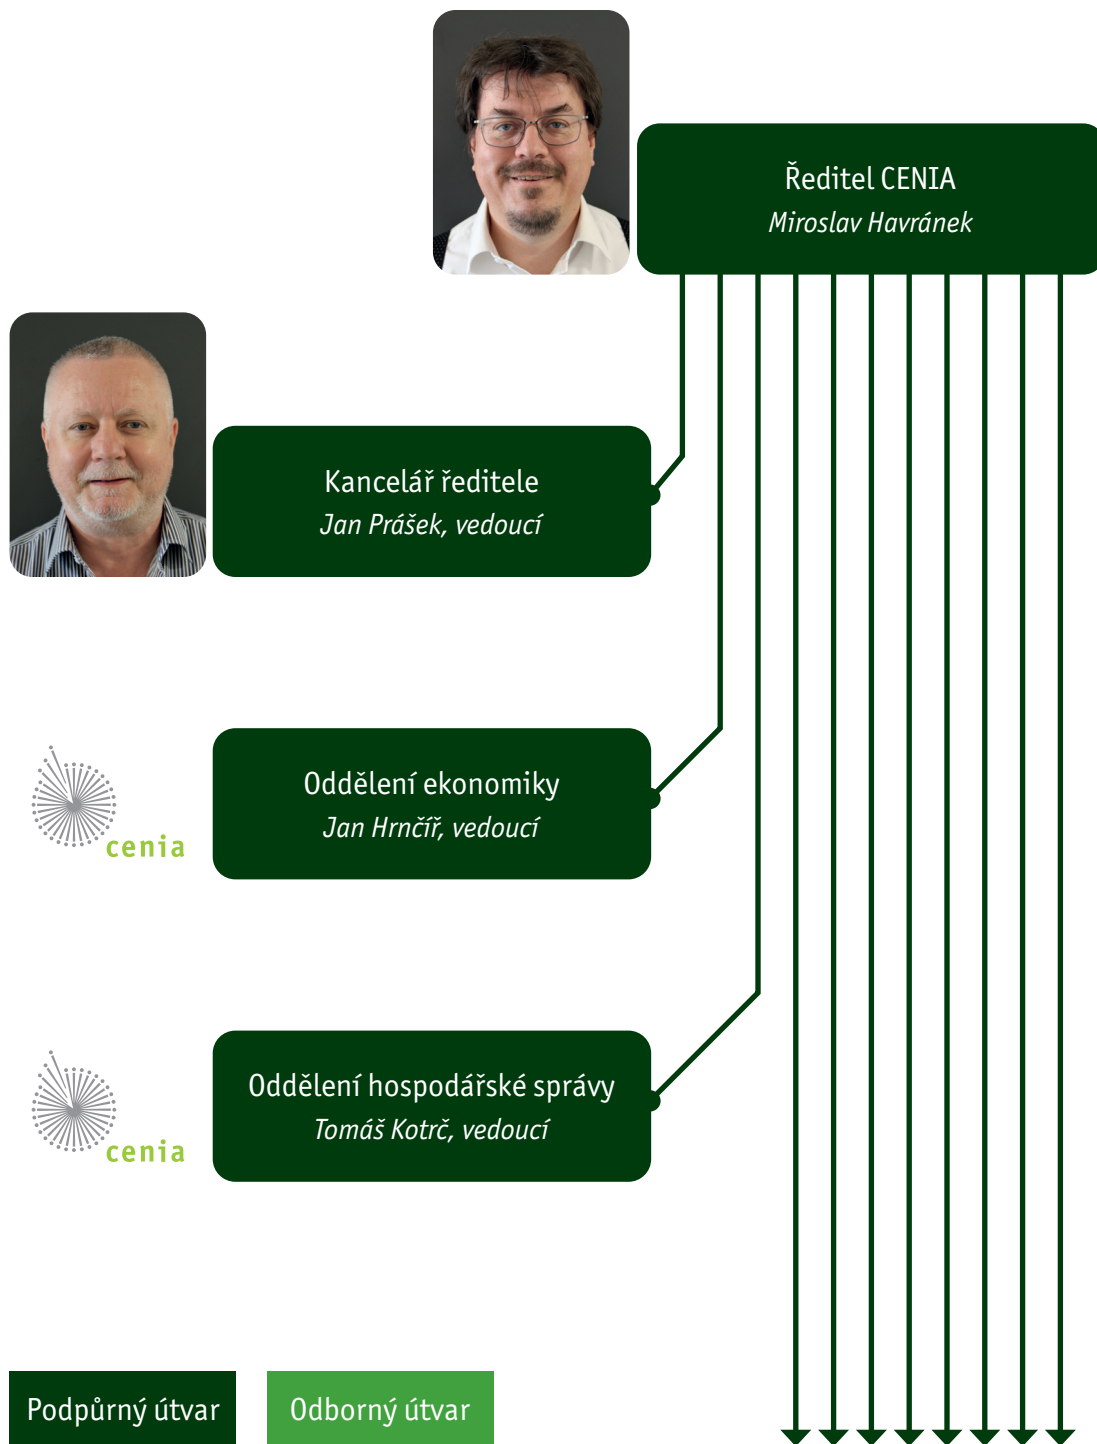 Ředitel CENIA
Miroslav Havránek
Kancelář ředitele
Jan Prášek, vedoucí
cenia
Oddělení ekonomiky
Jan Hrnčíř, vedoucí
cenia
Oddělení hospodářské správy
Tomáš Kotrč, vedoucí
Podpůrný útvar
Odborný útvar